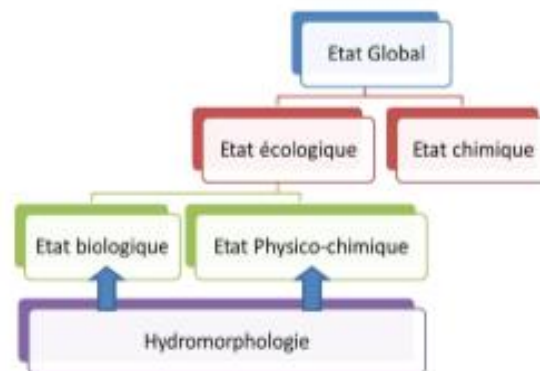 Etat Global
Etat écologique
Etat chimique
Etat biologique
Etat Physico-chimique
Hydromorphologie